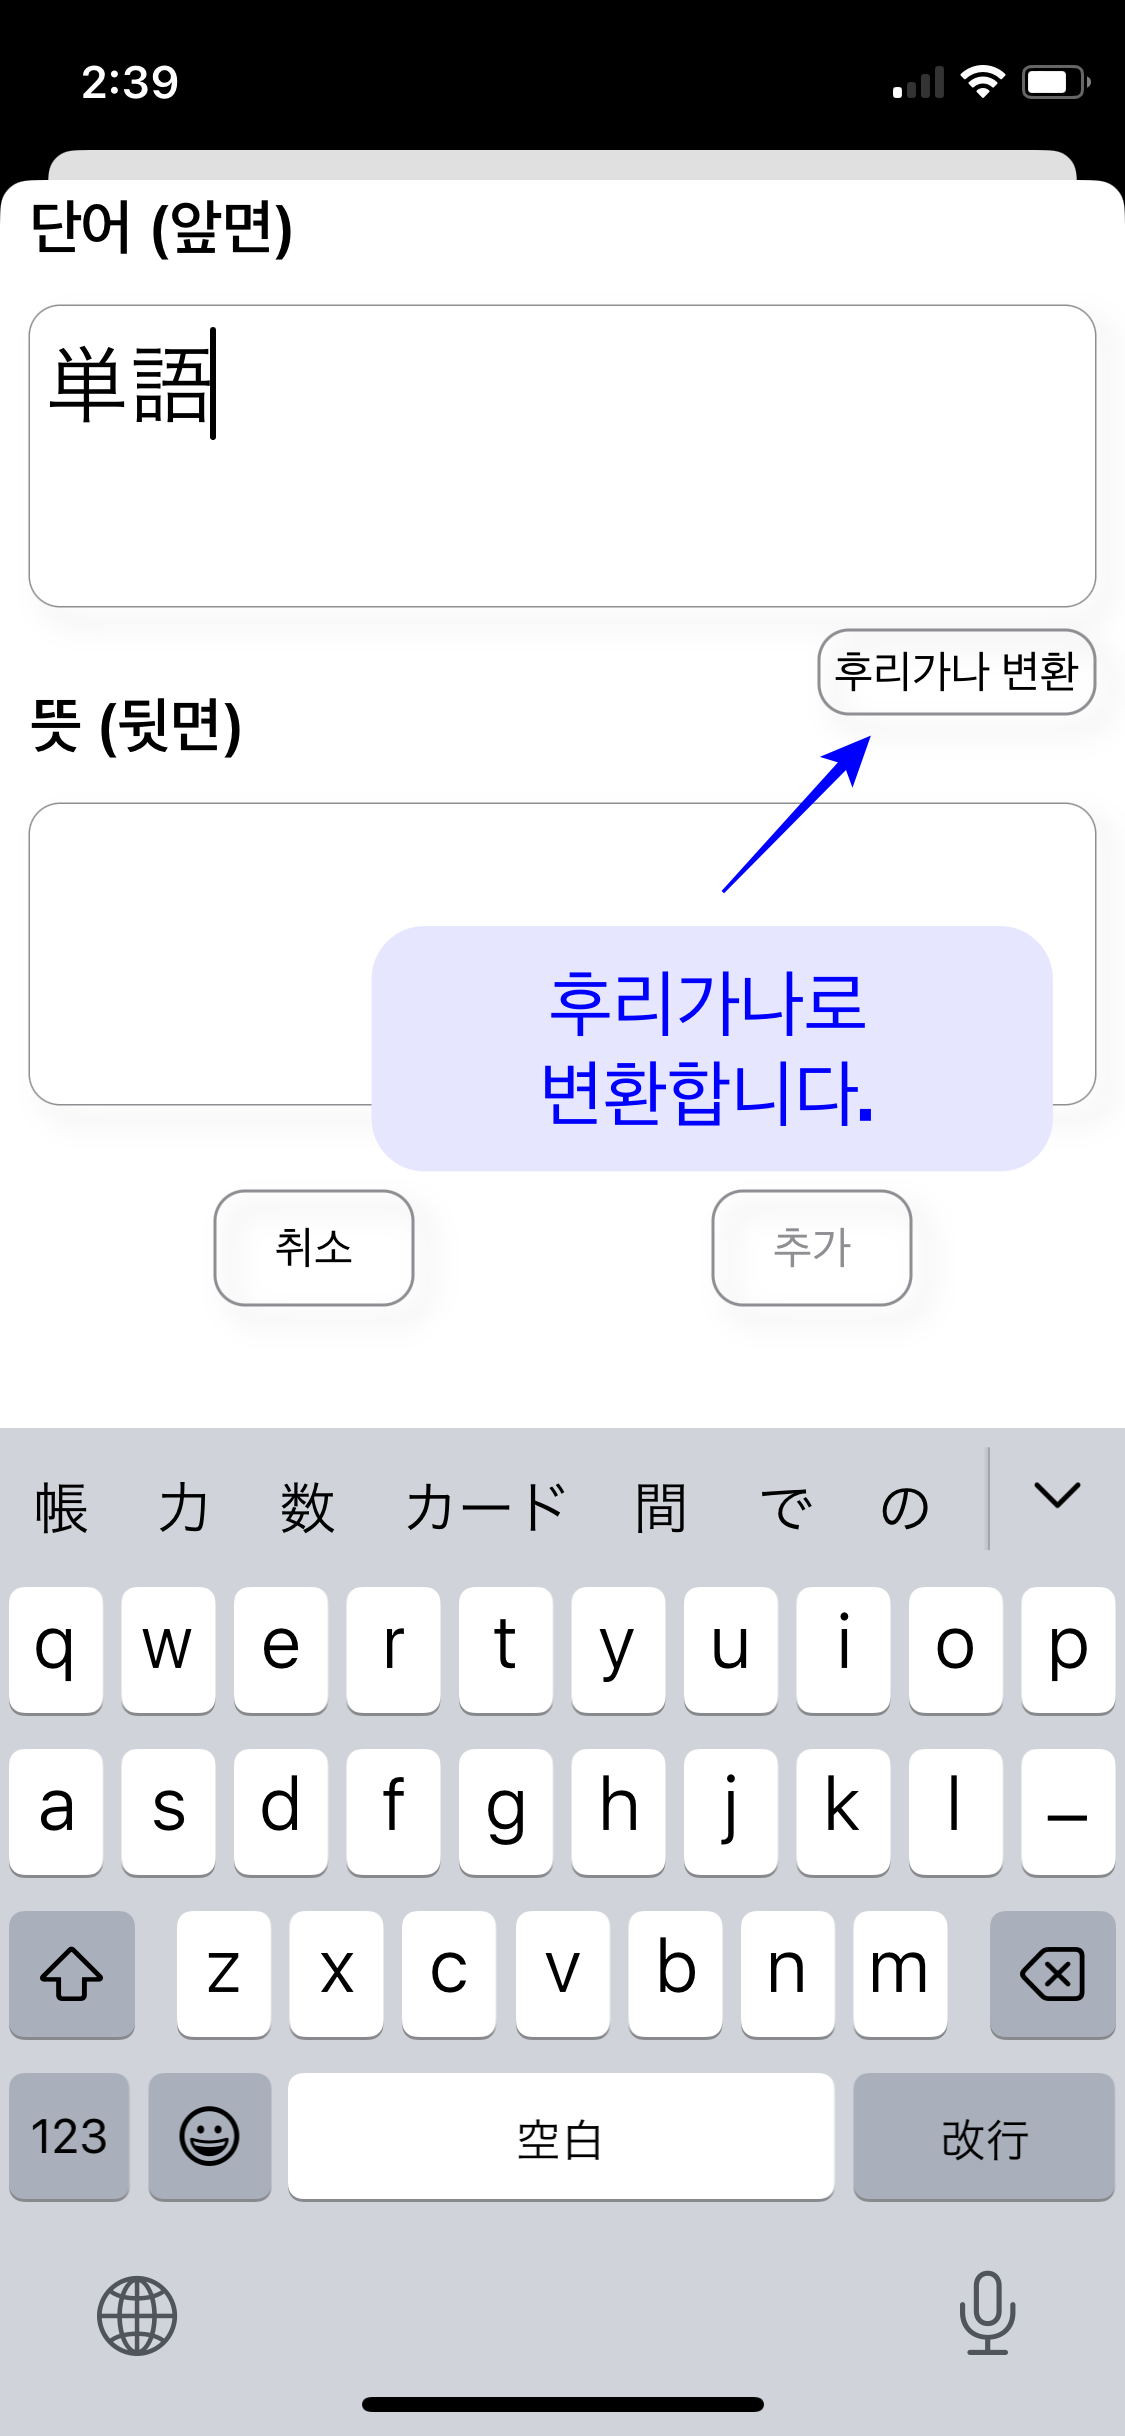 2:39
단어 (앞면)
単語
후리가나 변환
뜻 (뒷면)
후리가나로
변환합니다.
취소 추가
帳 力 数 カード 間 で の
q w e r t y u i o p
a s d f g h j k l ー
z x c v b n m
123 空白 改行